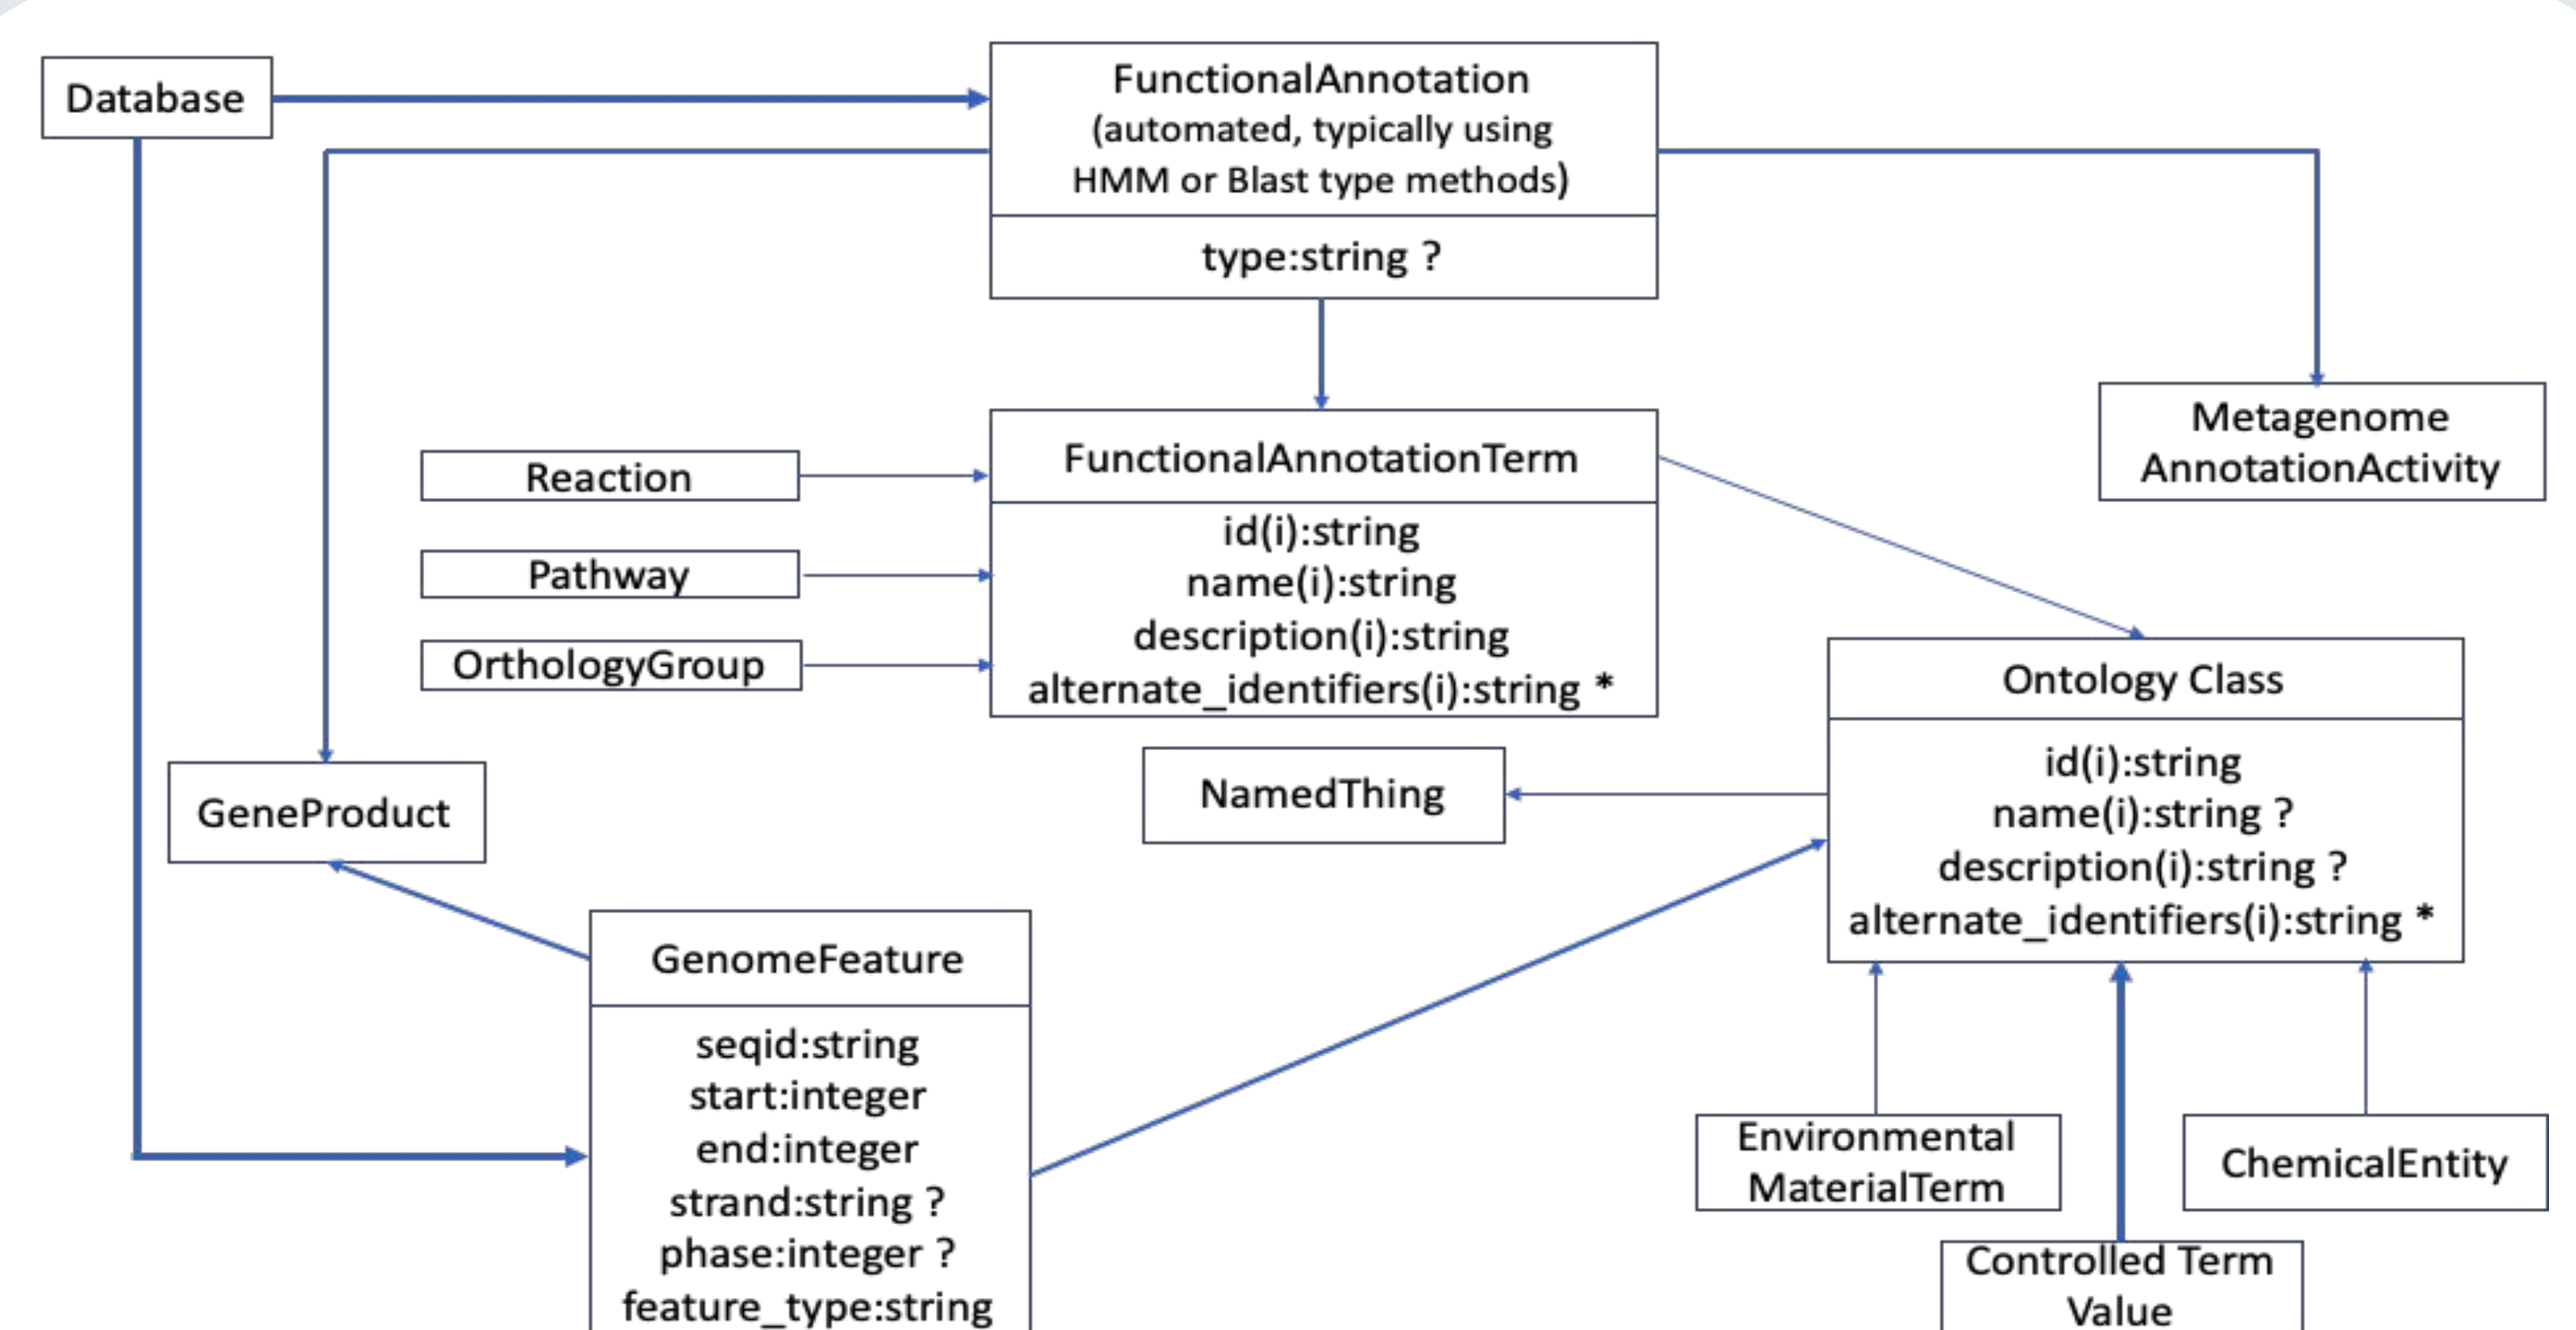 Database
FunctionalAnnotation
(automated, typically using
HMM or Blast type methods)
type:string ?
Metagenome
AnnotationActivity
Reaction
Pathway
OrthologyGroup
FunctionalAnnotationTerm
id(i):string
name(i):string
description(i):string
alternate_identifiers(i):string *
Ontology Class
id(i):string
name(i):string ?
description(i):string ?
alternate_identifiers(i):string *
NamedThing
GeneProduct
GenomeFeature
seqid:string
start:integer
end:integer
strand:string ?
phase:integer ?
feature_type:string
Environmental
MaterialTerm
ChemicalEntity
Controlled Term
Value